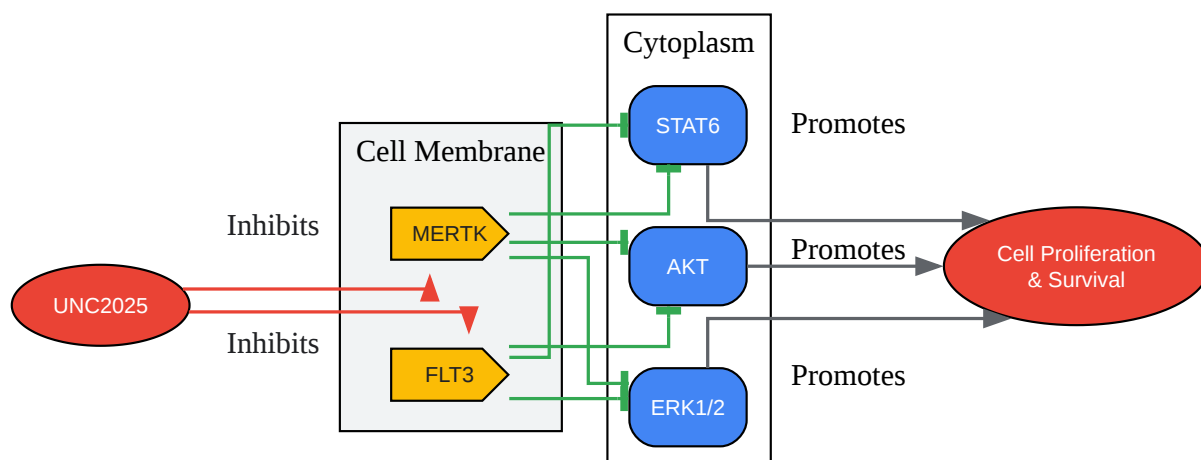 Cytoplasm
STAT6
Promotes
Cell Membrane
Inhibits
MERTK
AKT
Promotes
Cell Proliferation
& Survival
UNC2025
Inhibits
FLT3
ERK1/2
Promotes